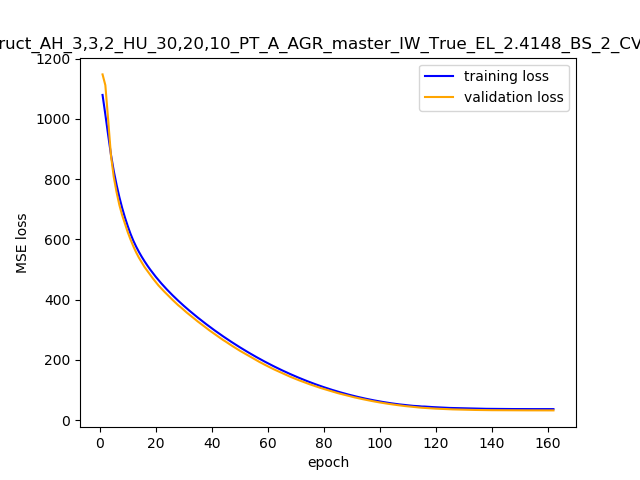 ruct_AH_3,3,2_HU_30,20,10_PT_A_AGR_master_IW_True_EL_2.4148_BS_2_CV
training loss
validation loss
MSE loss
1200
1000
800
600
400
200
0
0 20 40 60 80 100 120 140 160
epoch